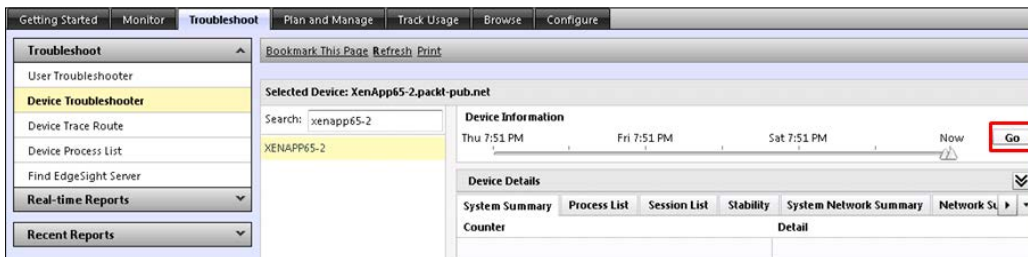 Getting Started Monitor Troubleshoot Plan and Manage Track Usage Browse Configure
Troubleshoot
User Troubleshooter
Device Troubleshooter
Device Trace Route
Device Process List
Find EdgeSight Server
Real-time Reports
Recent Reports
Bookmark This Page Refresh Print
Selected Device: XenApp65-2.packt-pub.net
Search: xenapp65-2
XENAPP65-2
Device Information
Thu 7:51 PM Fri 7:51 PM Sat 7:51 PM Now Go
Device Details
System Summary Process List Session List Stability System Network Summary Network Su
Counter Detail